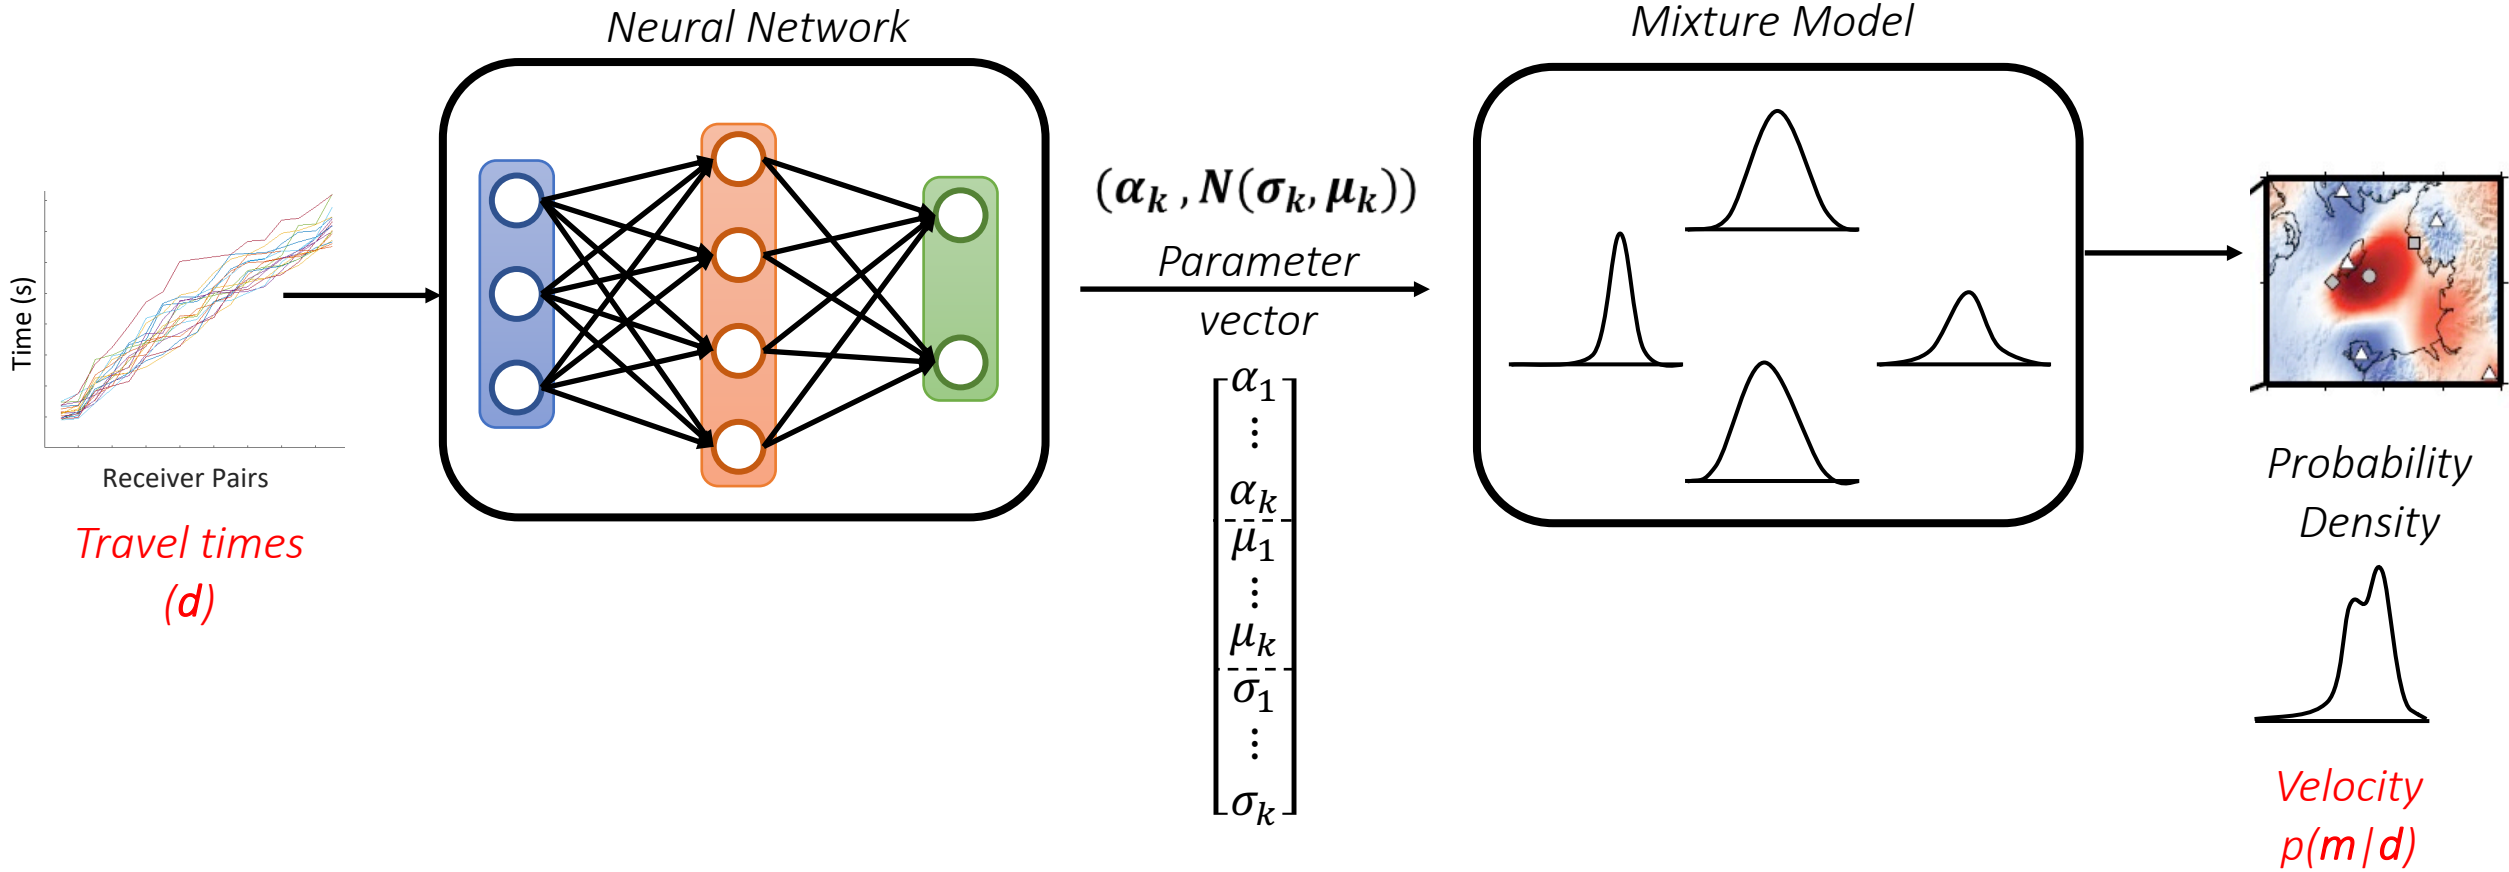 Neural Network
Mixture Model
Time (s)
Receiver Pairs
Travel times
(d)
(αₖ , N(σₖ, μₖ))
Parameter
vector
α₁
⋮
αₖ
μ₁
⋮
μₖ
σ₁
⋮
σₖ
Probability
Density
Velocity
p(m|d)